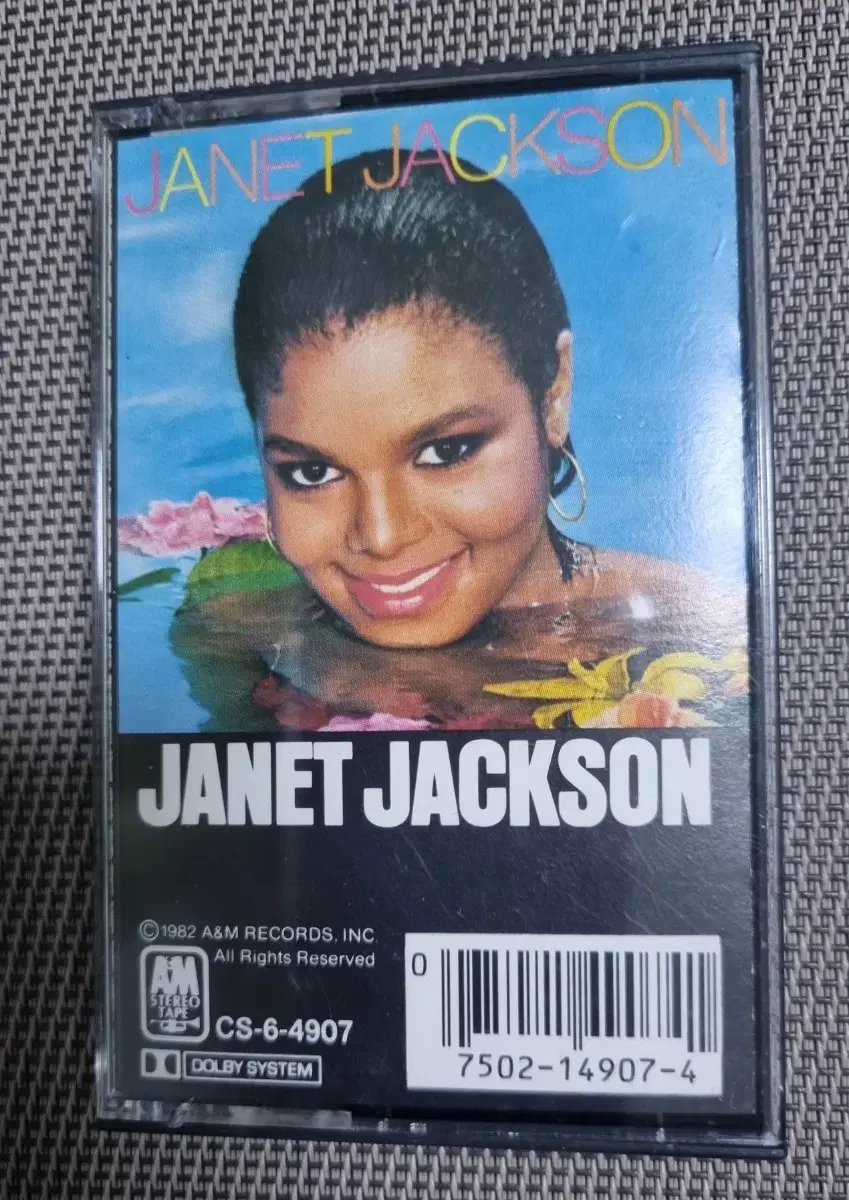 JANET JACKSON
JANET JACKSON
©1982 A&M RECORDS, INC.
All Rights Reserved
A&M
STEREO
TAPE
CS-6-4907
DOLBY SYSTEM
0
7502-14907-4